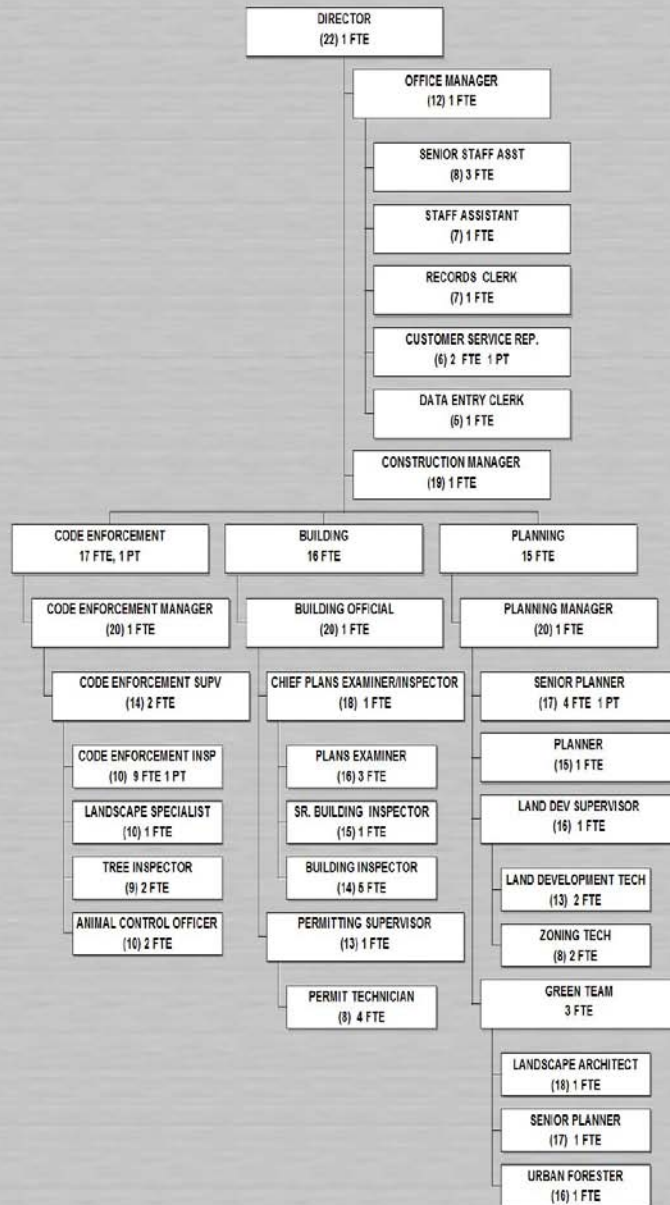 DIRECTOR
(22) 1 FTE
OFFICE MANAGER
(12) 1 FTE
SENIOR STAFF ASST
(8) 3 FTE
STAFF ASSISTANT
(7) 1 FTE
RECORDS CLERK
(7) 1 FTE
CUSTOMER SERVICE REP.
(6) 2 FTE 1 PT
DATA ENTRY CLERK
(5) 1 FTE
CONSTRUCTION MANAGER
(19) 1 FTE
CODE ENFORCEMENT
17 FTE, 1 PT
CODE ENFORCEMENT MANAGER
(20) 1 FTE
CODE ENFORCEMENT SUPV
(14) 2 FTE
CODE ENFORCEMENT INSP
(10) 9 FTE 1 PT
LANDSCAPE SPECIALIST
(10) 1 FTE
TREE INSPECTOR
(9) 2 FTE
ANIMAL CONTROL OFFICER
(10) 2 FTE
BUILDING
16 FTE
BUILDING OFFICIAL
(20) 1 FTE
CHIEF PLANS EXAMINER/INSPECTOR
(18) 1 FTE
PLANS EXAMINER
(16) 3 FTE
SR. BUILDING INSPECTOR
(15) 1 FTE
BUILDING INSPECTOR
(14) 5 FTE
PERMITTING SUPERVISOR
(13) 1 FTE
PERMIT TECHNICIAN
(8) 4 FTE
PLANNING
15 FTE
PLANNING MANAGER
(20) 1 FTE
SENIOR PLANNER
(17) 4 FTE 1 PT
PLANNER
(15) 1 FTE
LAND DEV SUPERVISOR
(16) 1 FTE
LAND DEVELOPMENT TECH
(13) 2 FTE
ZONING TECH
(8) 2 FTE
GREEN TEAM
3 FTE
LANDSCAPE ARCHITECT
(18) 1 FTE
SENIOR PLANNER
(17) 1 FTE
URBAN FORESTER
(16) 1 FTE